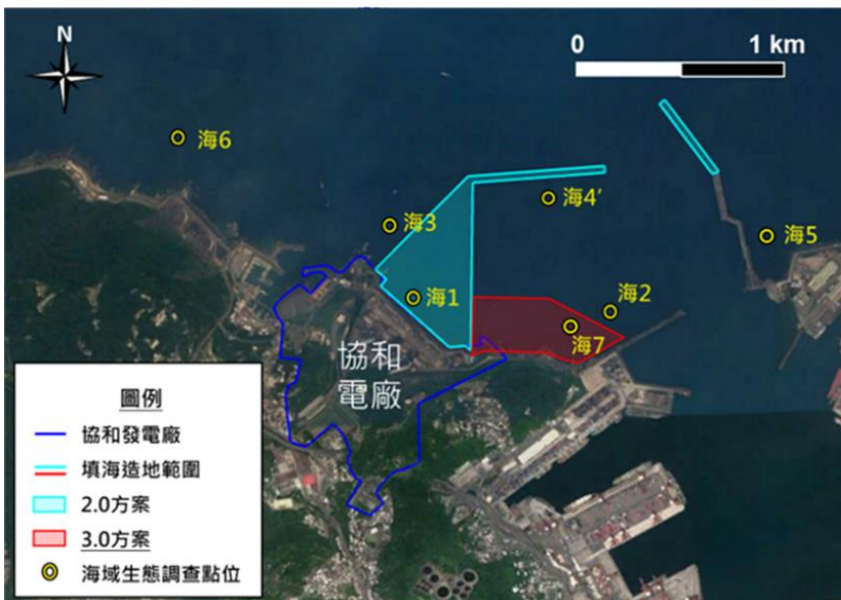 N
0 1 km
海6
海3
海4'
海5
海1
海2
海7
協和
電廠
圖例
協和發電廠
填海造地範圍
2.0方案
3.0方案
海域生態調查點位